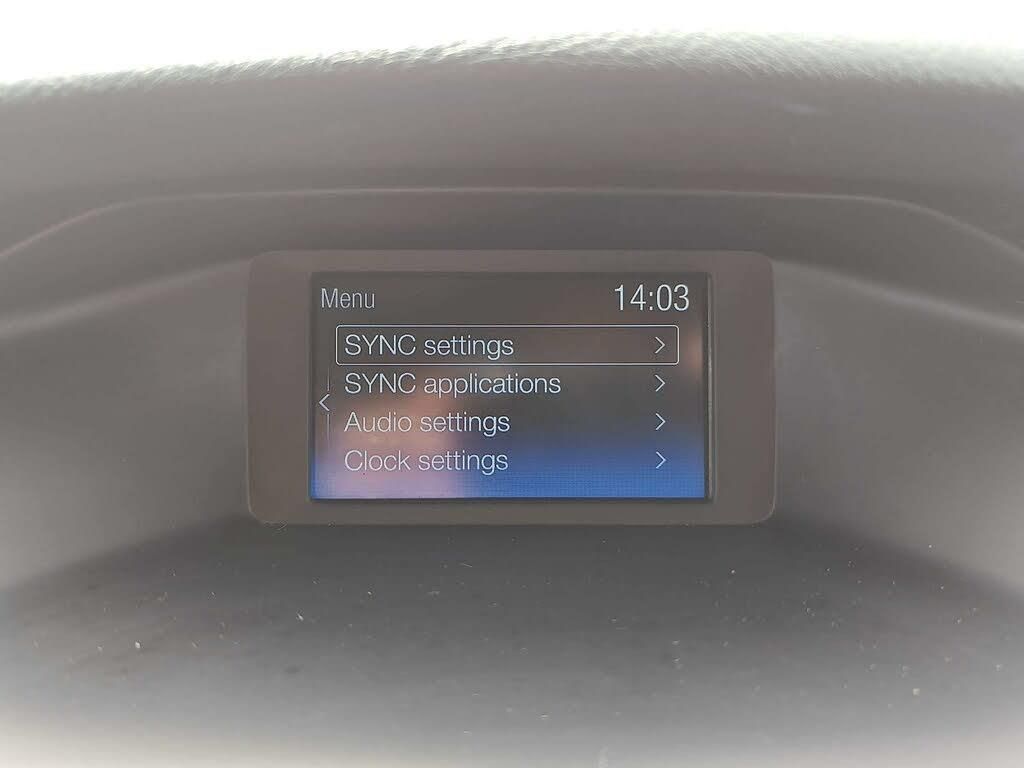 Menu 14:03
SYNC settings
SYNC applications
Audio settings
Clock settings